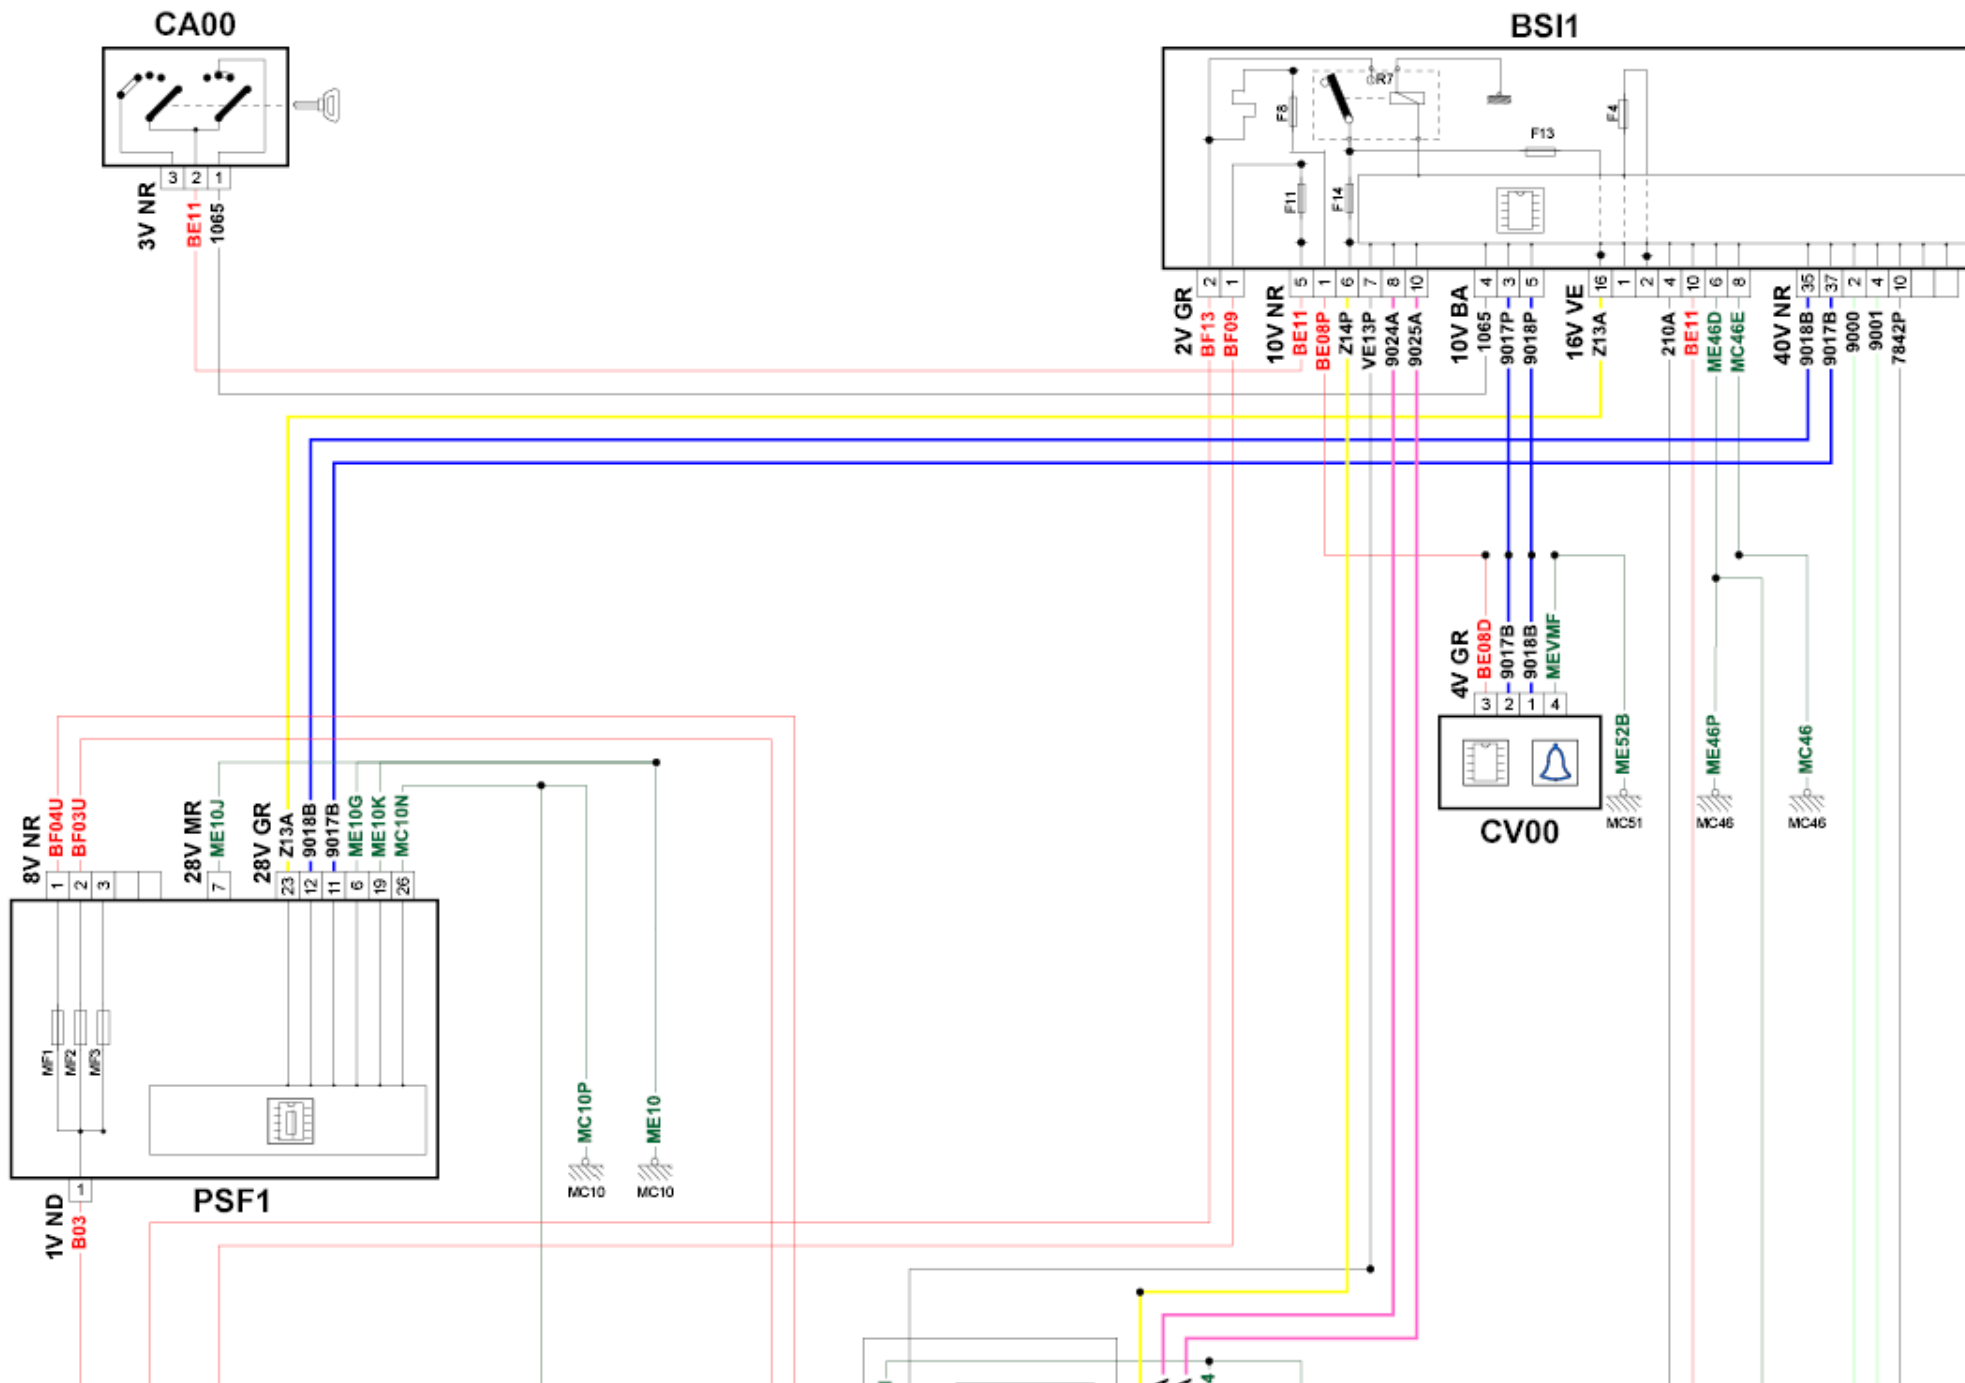 CA00
BSI1
R7
F8
F4
F13
F11
F14
3 2 1
3V NR
BE11
1065
2 1
5 1 6 7 8 10
4 3 5
16 1 2 4 10 6 8
35 37 2 4 10
2V GR
BF13
BF09
10V NR
BE11
BE08P
Z14P
VE13P
9024A
9025A
10V BA
1065
9017P
9018P
16V VE
Z13A
210A
BE11
ME46D
MC46E
40V NR
9018B
9017B
9000
9001
7842P
4V GR
BE08D
9017B
9018B
MEVMF
3 2 1 4
ME52B
ME46P
MC46
MC51
MC46
MC46
CV00
8V NR
BF04U
BF03U
28V MR
ME10J
28V GR
Z13A
9018B
9017B
ME10G
ME10K
MC10N
1 2 3
7
23 12 11 6 19 26
MF1
MF2
MF3
MC10P
ME10
MC10
MC10
1
PSF1
1V ND
B03
4